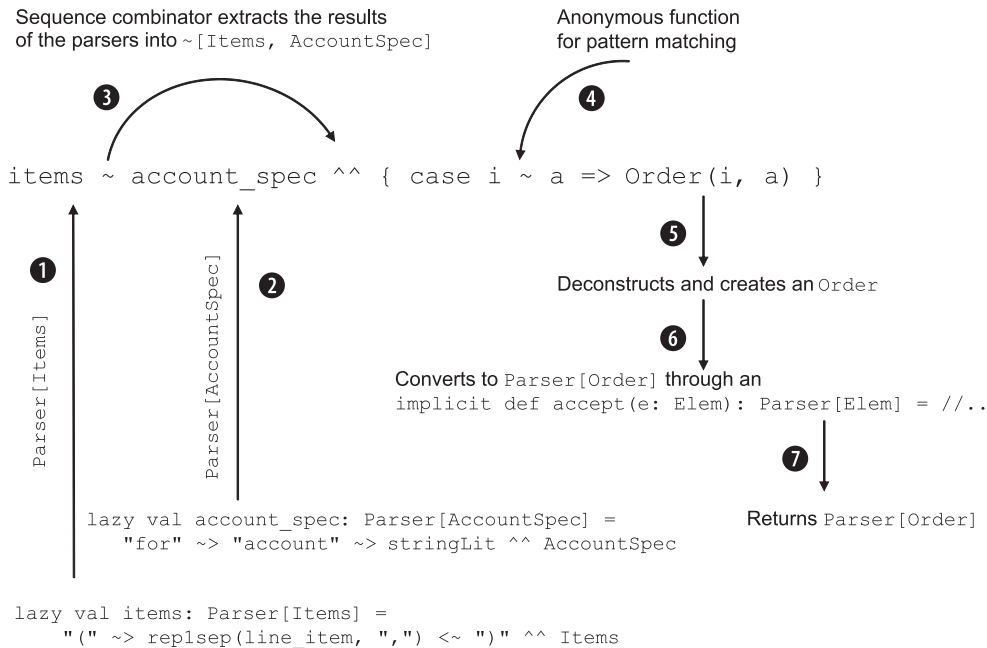 Sequence combinator extracts the results
of the parsers into ~[Items, AccountSpec]
Anonymous function
for pattern matching
3
4
items ~ account_spec ^^ { case i ~ a => Order(i, a) }
1
2
5
Parser[Items]
Parser[AccountSpec]
Deconstructs and creates an Order
6
Converts to Parser[Order] through an
implicit def accept(e: Elem): Parser[Elem] = //..
7
Returns Parser[Order]
lazy val account_spec: Parser[AccountSpec] =
"for" ~> "account" ~> stringLit ^^ AccountSpec
lazy val items: Parser[Items] =
"(" ~> rep1sep(line_item, ",") <~ ")" ^^ Items